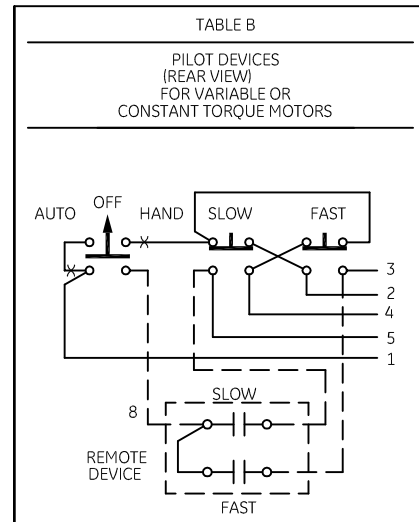 TABLE B
PILOT DEVICES
(REAR VIEW)
FOR VARIABLE OR
CONSTANT TORQUE MOTORS
AUTO OFF HAND SLOW FAST
X
X
3
2
4
5
1
SLOW
8
REMOTE
DEVICE
FAST